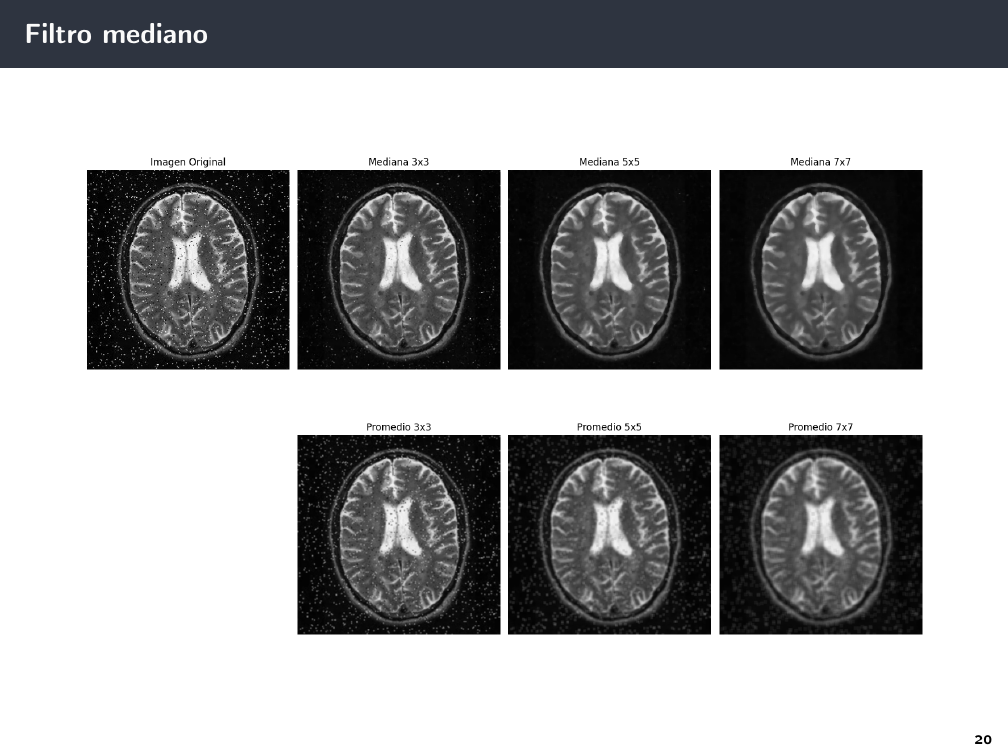 Filtro mediano
Imagen Original
Mediana 3x3
Mediana 5x5
Mediana 7x7
Promedio 3x3
Promedio 5x5
Promedio 7x7
20